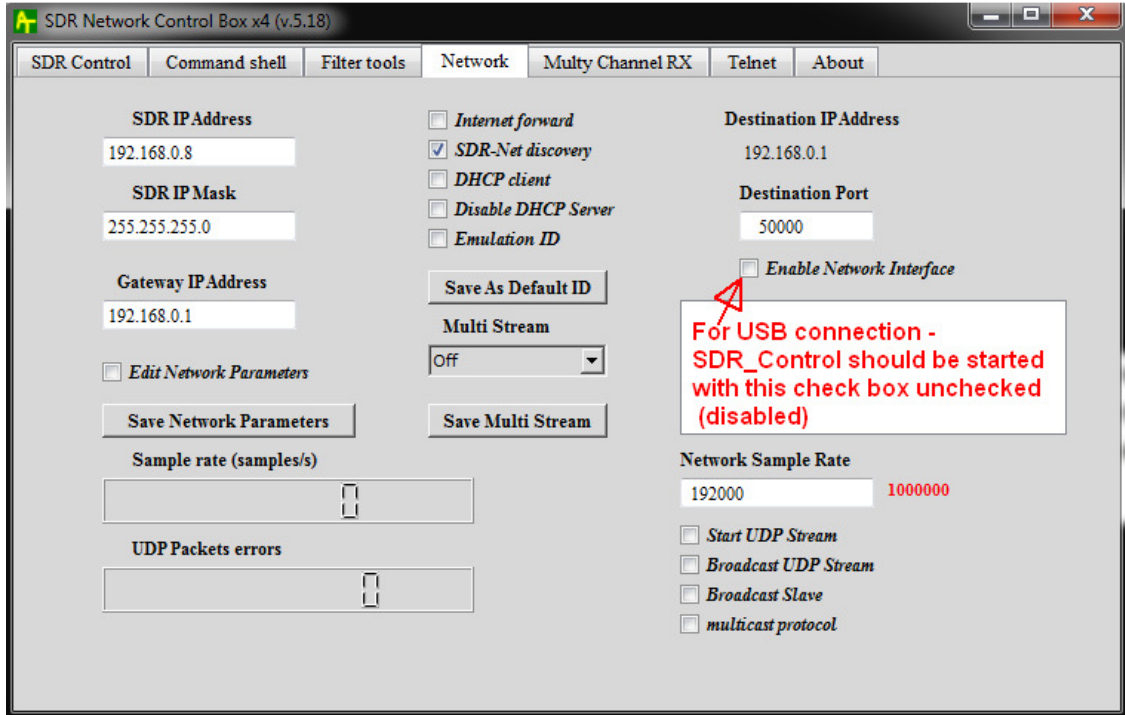 SDR Network Control Box x4 (v.5.18)
SDR Control
Command shell
Filter tools
Network
Multy Channel RX
Telnet
About
SDR IP Address
192.168.0.8
SDR IP Mask
255.255.255.0
Gateway IP Address
192.168.0.1
Edit Network Parameters
Save Network Parameters
Sample rate (samples/s)
0
UDP Packets errors
0
Internet forward
SDR-Net discovery
DHCP client
Disable DHCP Server
Emulation ID
Save As Default ID
Multi Stream
Off
Save Multi Stream
Destination IP Address
192.168.0.1
Destination Port
50000
Enable Network Interface
For USB connection -
SDR_Control should be started
with this check box unchecked
(disabled)
Network Sample Rate
192000
1000000
Start UDP Stream
Broadcast UDP Stream
Broadcast Slave
multicast protocol